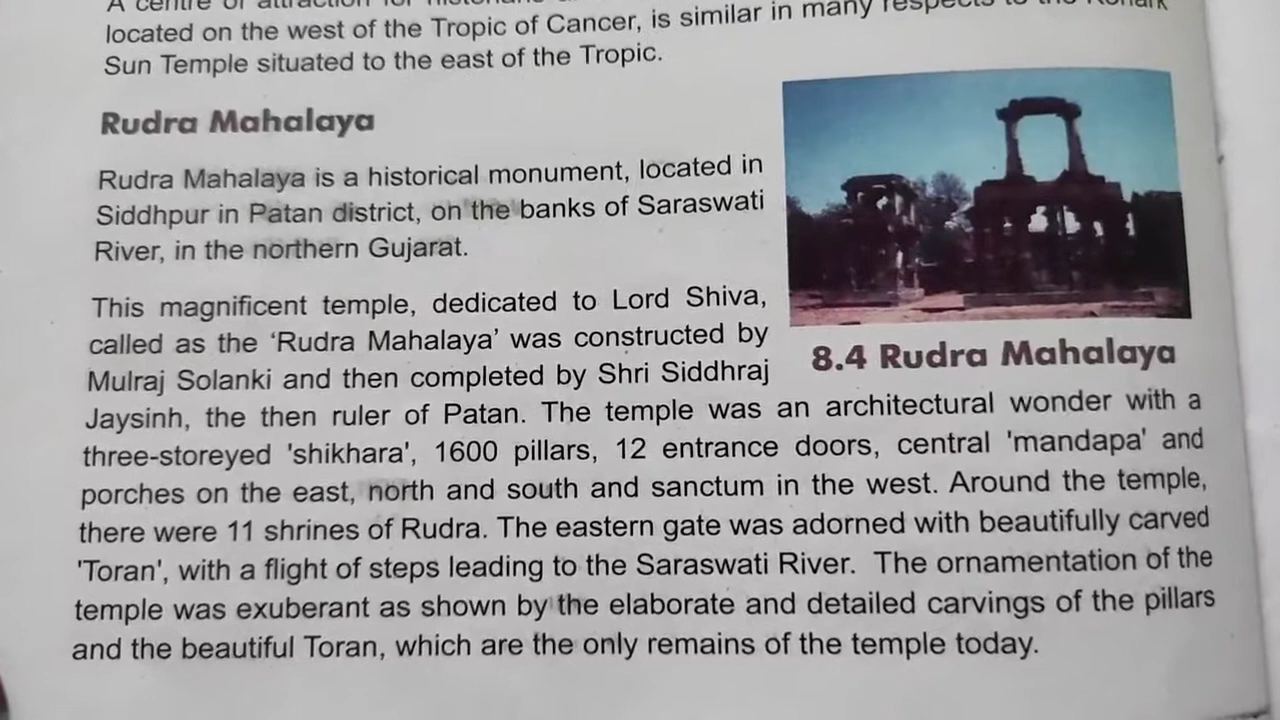 A centre of attraction for
located on the west of the Tropic of Cancer, is similar in many respects to the Konark
Sun Temple situated to the east of the Tropic.
Rudra Mahalaya
Rudra Mahalaya is a historical monument, located in
Siddhpur in Patan district, on the banks of Saraswati
River, in the northern Gujarat.
This magnificent temple, dedicated to Lord Shiva,
called as the ‘Rudra Mahalaya’ was constructed by
Mulraj Solanki and then completed by Shri Siddhraj
8.4 Rudra Mahalaya
Jaysinh, the then ruler of Patan. The temple was an architectural wonder with a
three-storeyed 'shikhara', 1600 pillars, 12 entrance doors, central 'mandapa' and
porches on the east, north and south and sanctum in the west. Around the temple,
there were 11 shrines of Rudra. The eastern gate was adorned with beautifully carved
'Toran', with a flight of steps leading to the Saraswati River. The ornamentation of the
temple was exuberant as shown by the elaborate and detailed carvings of the pillars
and the beautiful Toran, which are the only remains of the temple today.